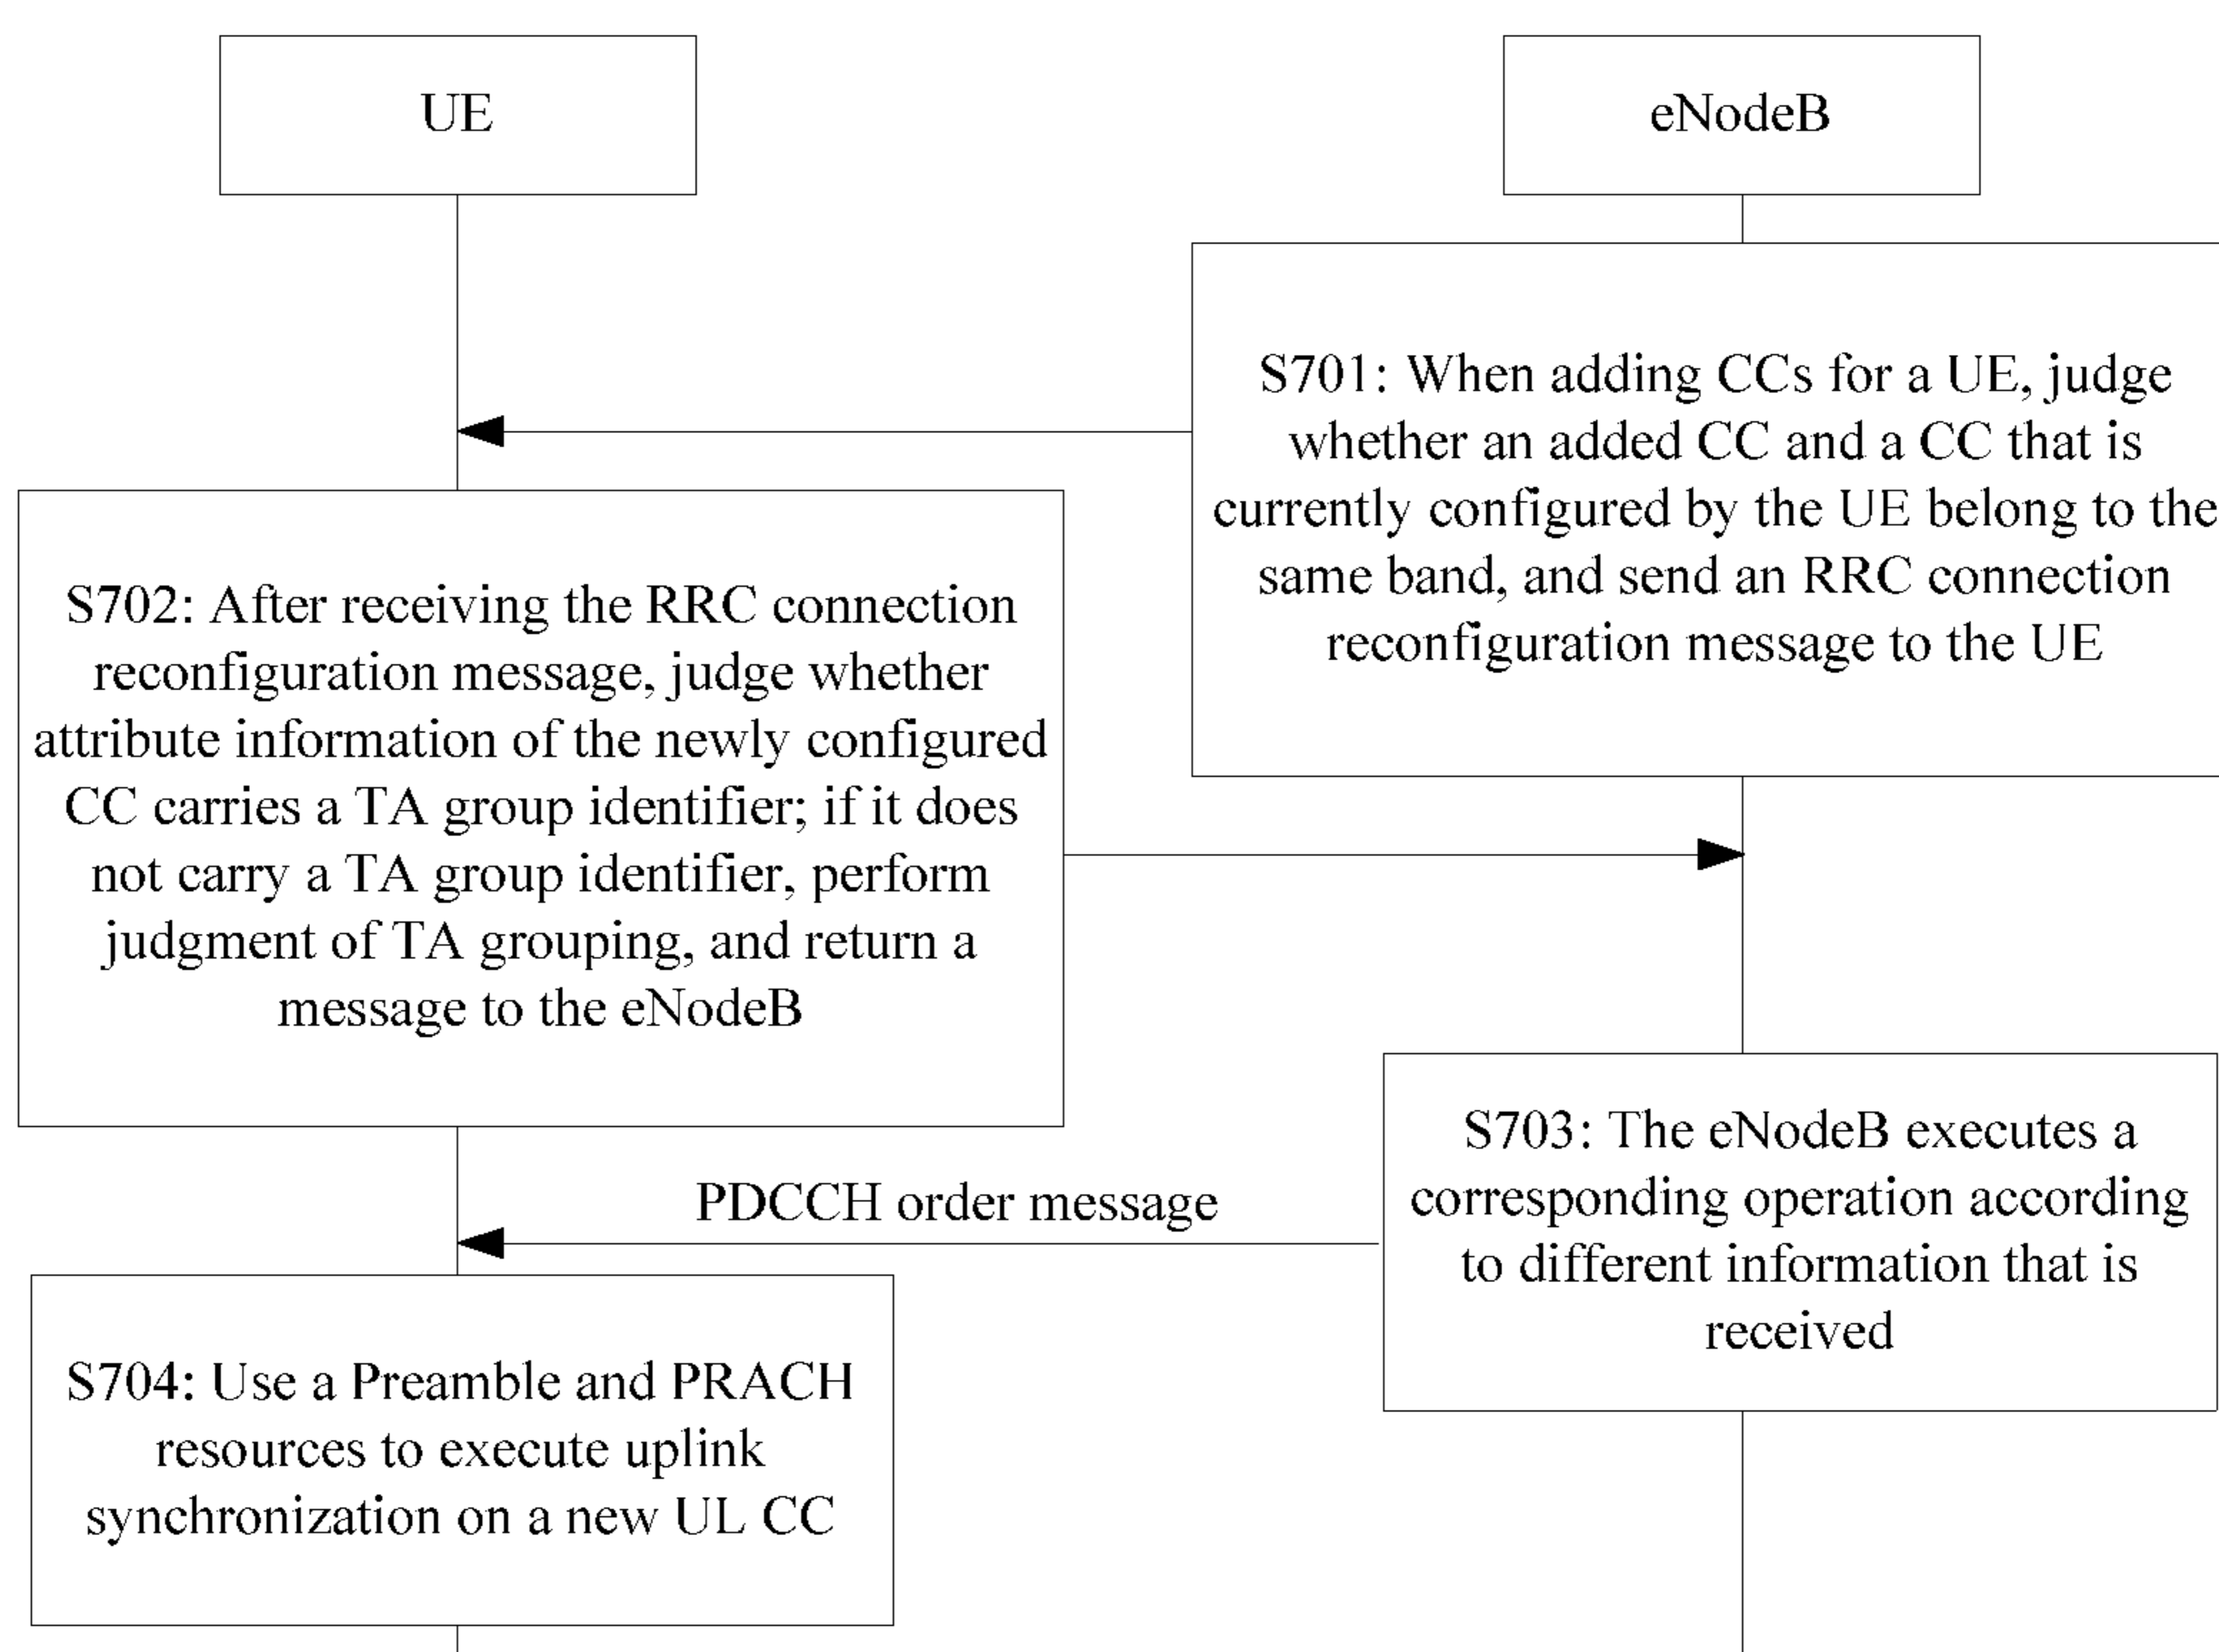 UE
eNodeB
S701: When adding CCs for a UE, judge
whether an added CC and a CC that is
currently configured by the UE belong to the
same band, and send an RRC connection
reconfiguration message to the UE
S702: After receiving the RRC connection
reconfiguration message, judge whether
attribute information of the newly configured
CC carries a TA group identifier; if it does
not carry a TA group identifier, perform
judgment of TA grouping, and return a
message to the eNodeB
S703: The eNodeB executes a
corresponding operation according
to different information that is
received
PDCCH order message
S704: Use a Preamble and PRACH
resources to execute uplink
synchronization on a new UL CC